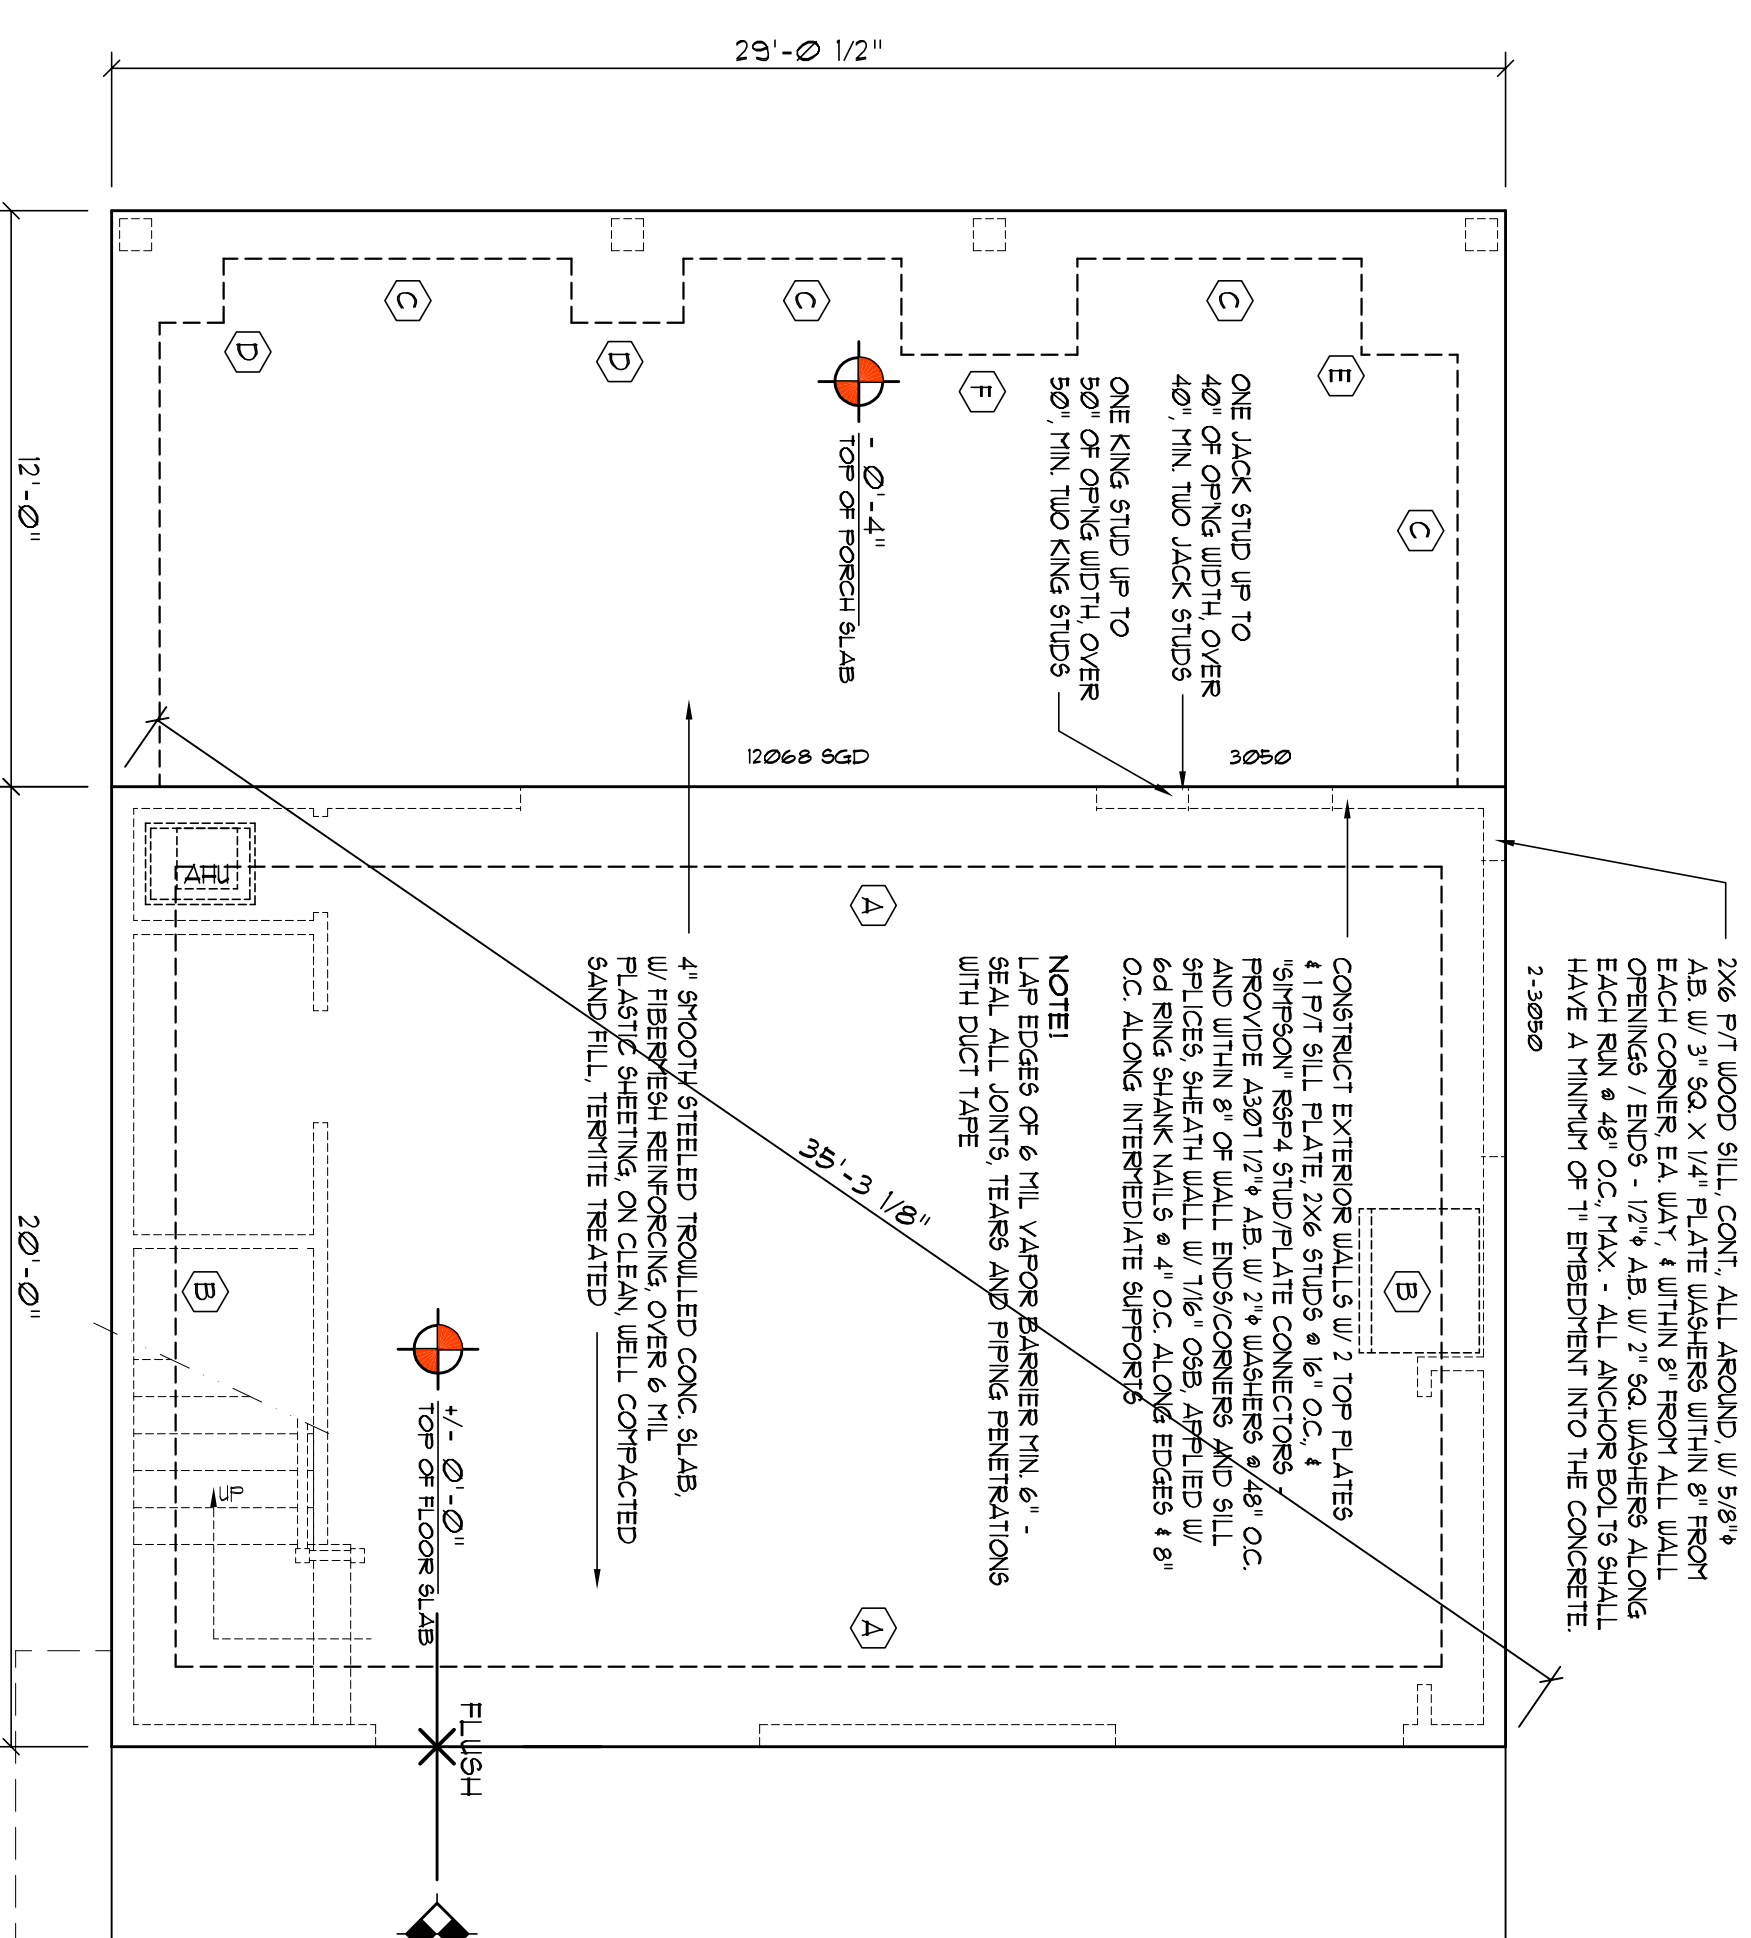 29'-0 1/2"
12'-0"
20'-0"
C
C
C
D
D
E
F
C
- 0'-4"
TOP OF PORCH SLAB
ONE JACK STUD UP TO
40" OF OP'NG WIDTH, OVER
40", MIN. TWO JACK STUDS
ONE KING STUD UP TO
50" OF OP'NG WIDTH, OVER
50", MIN. TWO KING STUDS
12068 SGD
3050
AHU
A
2X6 P/T WOOD SILL, CONT., ALL AROUND, W/ 5/8"φ
A.B. W/ 3" SQ. X 1/4" PLATE WASHERS WITHIN 8" FROM
EACH CORNER, EA. WAY, & WITHIN 8" FROM ALL WALL
OPENINGS / ENDS - 1/2"φ A.B. W/ 2" SQ. WASHERS ALONG
EACH RUN @ 48" O.C., MAX. - ALL ANCHOR BOLTS SHALL
HAVE A MINIMUM OF 7" EMBEDMENT INTO THE CONCRETE.
2-3050
CONSTRUCT EXTERIOR WALLS W/ 2 TOP PLATES
& 1 P/T SILL PLATE, 2X6 STUDS @ 16" O.C., &
"SIMPSON" RSP4 STUD/PLATE CONNECTORS -
PROVIDE A307 1/2"φ A.B. W/ 2"φ WASHERS @ 48" O.C.
AND WITHIN 8" OF WALL ENDS/CORNERS AND SILL
SPLICES, SHEATH WALL W/ 7/16" OSB, APPLIED W/
6d RING SHANK NAILS @ 4" O.C. ALONG EDGES & 8"
O.C. ALONG INTERMEDIATE SUPPORTS
NOTE!
LAP EDGES OF 6 MIL VAPOR BARRIER MIN. 6" -
SEAL ALL JOINTS, TEARS AND PIPING PENETRATIONS
WITH DUCT TAPE
4" SMOOTH STEELED TROWLLED CONC. SLAB,
W/ FIBERMESH REINFORCING, OVER 6 MIL
PLASTIC SHEETING, ON CLEAN, WELL COMPACTED
SAND FILL, TERMITE TREATED
35'-3 1/8"
B
B
+/- 0'-0"
TOP OF FLOOR SLAB
UP
A
FLUSH